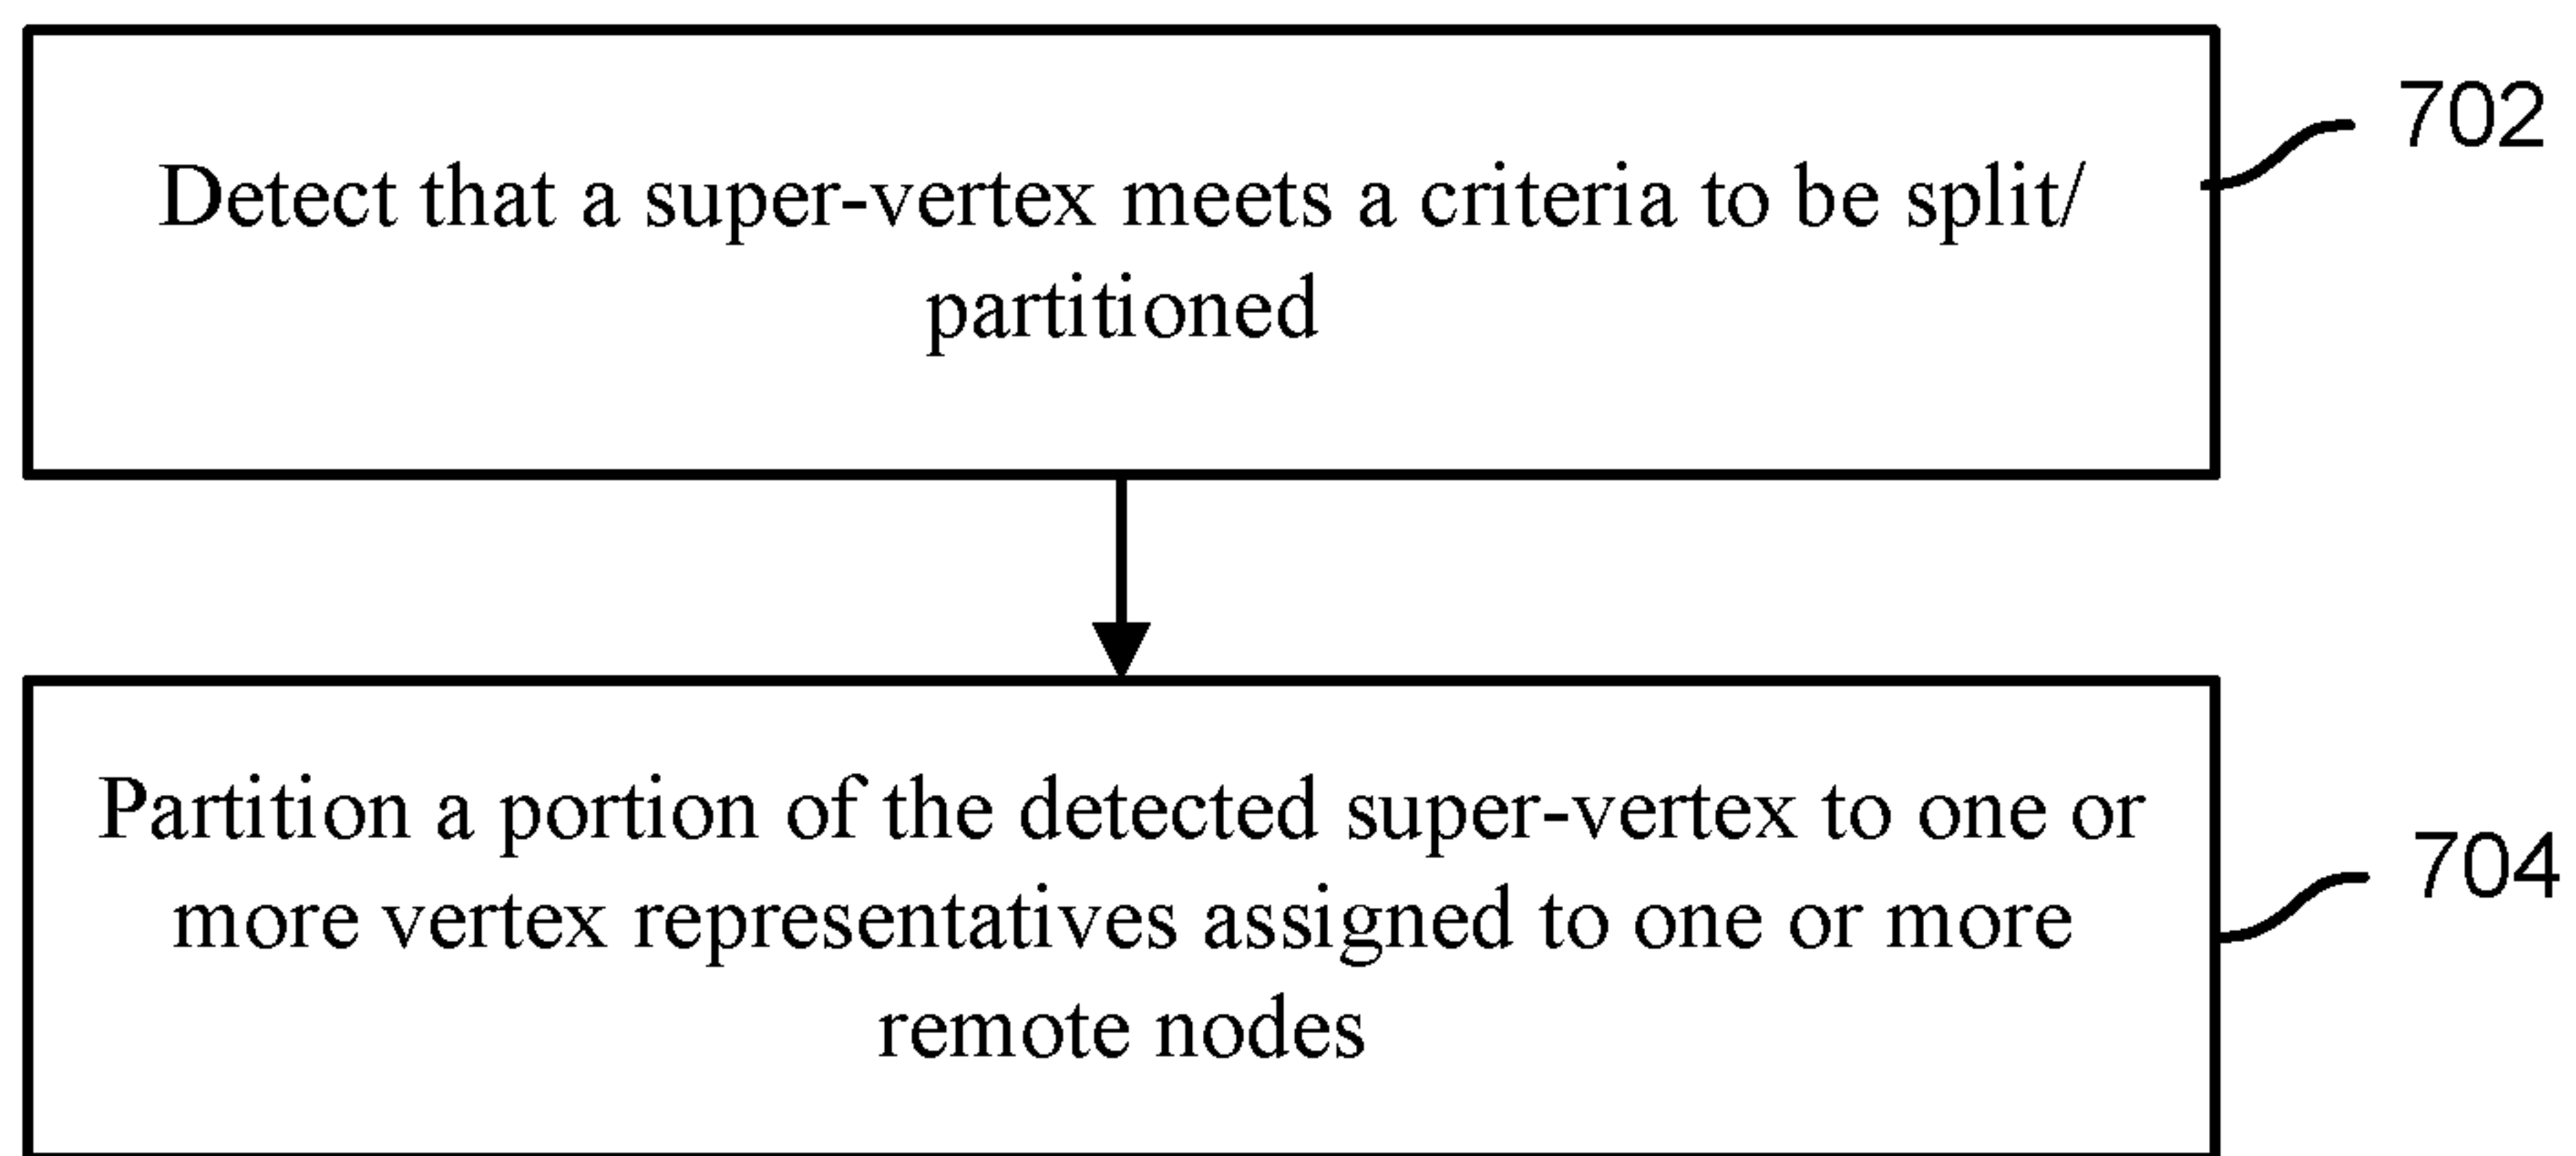 702
Detect that a super-vertex meets a criteria to be split/
partitioned
Partition a portion of the detected super-vertex to one or
704
more vertex representatives assigned to one or more
remote nodes